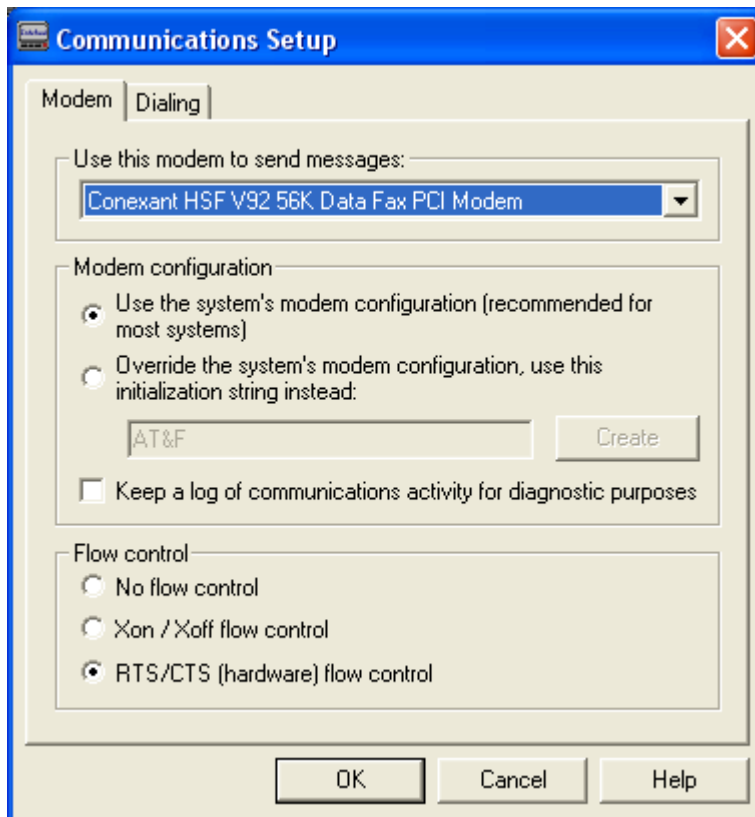 Communications Setup
Modem
Dialing
Use this modem to send messages:
Conexant HSF V92 56K Data Fax PCI Modem
Modem configuration
Use the system's modem configuration (recommended for
most systems)
Override the system's modem configuration, use this
initialization string instead:
AT&F
Create
Keep a log of communications activity for diagnostic purposes
Flow control
No flow control
Xon / Xoff flow control
RTS/CTS (hardware) flow control
OK
Cancel
Help